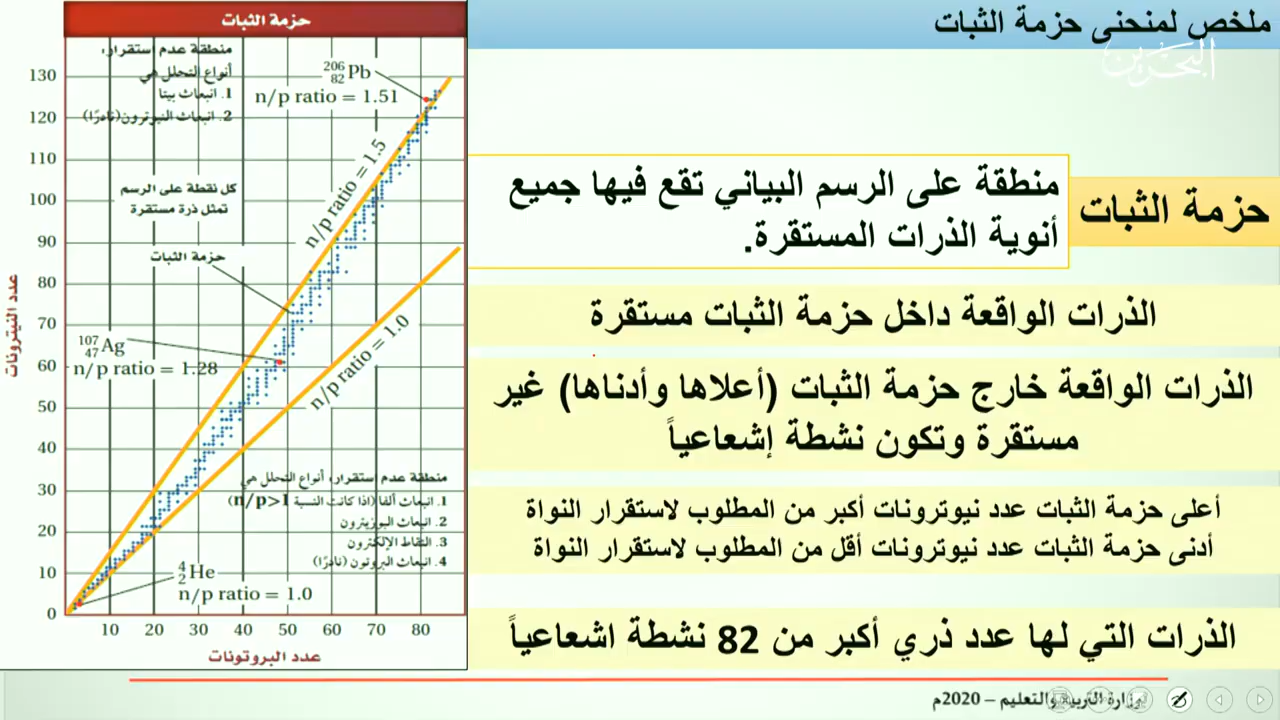 ملخص لمنحنى حزمة الثبات
البحرين
حزمة الثبات
منطقة على الرسم البياني تقع فيها جميع
أنوية الذرات المستقرة.
الذرات الواقعة داخل حزمة الثبات مستقرة
الذرات الواقعة خارج حزمة الثبات (أعلاها وأدناها) غير
مستقرة وتكون نشطة إشعاعياً
أعلى حزمة الثبات عدد نيوترونات أكبر من المطلوب لاستقرار النواة
أدنى حزمة الثبات عدد نيوترونات أقل من المطلوب لاستقرار النواة
الذرات التي لها عدد ذري أكبر من 82 نشطة اشعاعياً
حزمة الثبات
منطقة عدم استقرار،
أنواع التحلل هي
1. انبعاث بيتا
2. انبعاث النيوترون (نادرًا)
206
82 Pb
n/p ratio = 1.51
n/p ratio = 1.5
كل نقطة على الرسم
تمثل ذرة مستقرة
حزمة الثبات
107
47 Ag
n/p ratio = 1.28
n/p ratio = 1.0
منطقة عدم استقرار، أنواع التحلل هي
1. انبعاث ألفا (اذا كانت النسبة n/p>1)
2. انبعاث البوزيترون
3. التقاط الإلكترون
4. انبعاث البروتون (نادرًا)
4
2 He
n/p ratio = 1.0
عدد النيترونات
130
120
110
100
90
80
70
60
50
40
30
20
10
0
10 20 30 40 50 60 70 80
عدد البروتونات
وزارة التربية والتعليم – 2020م